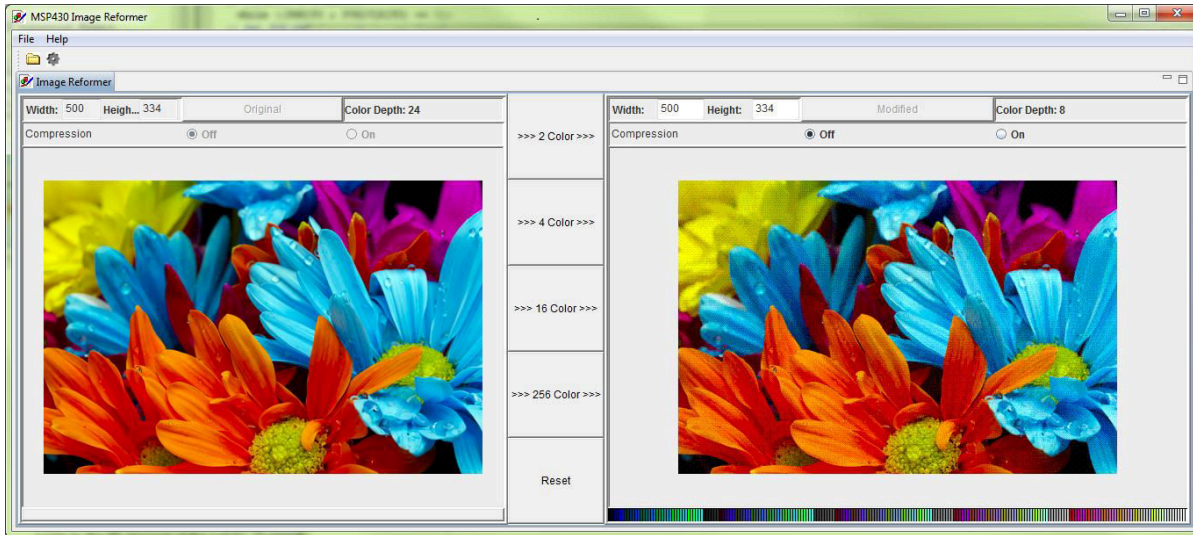 MSP430 Image Reformer
File Help
Image Reformer
Width: 500 Heigh... 334 Original Color Depth: 24
Compression Off On
>>> 2 Color >>>
>>> 4 Color >>>
>>> 16 Color >>>
>>> 256 Color >>>
Reset
Width: 500 Height: 334 Modified Color Depth: 8
Compression Off On